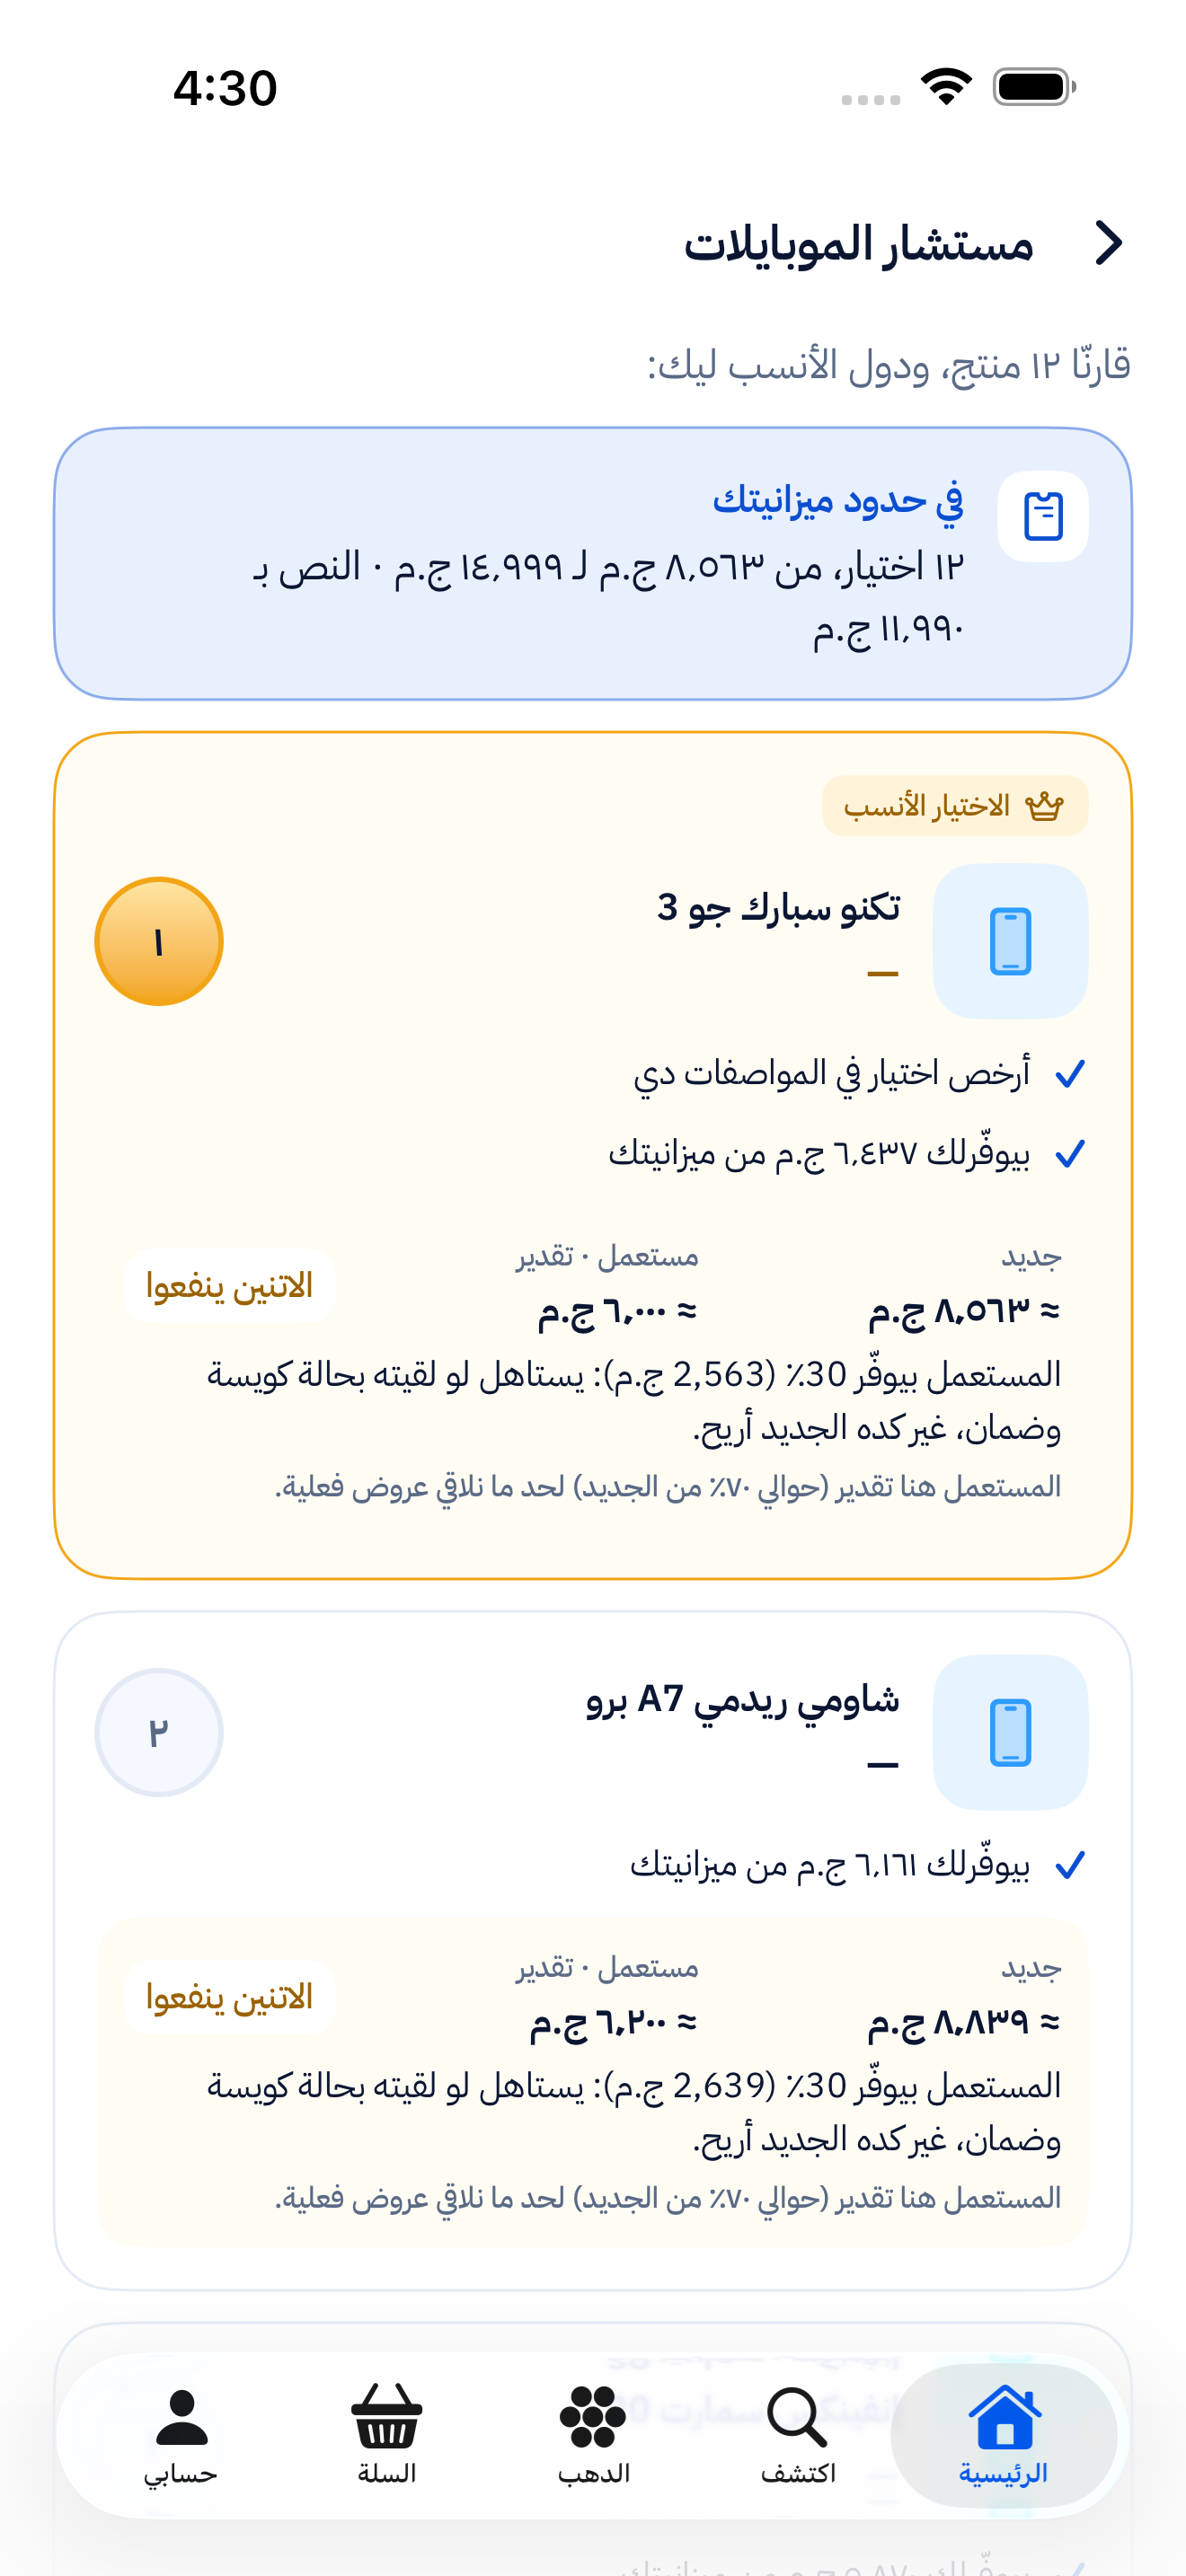 4:30
مستشار الموبايلات
قارنّا ١٢ منتج، ودول الأنسب ليك:
في حدود ميزانيتك
١٢ اختيار، من ٨,٥٦٣ ج.م لـ ١٤,٩٩٩ ج.م · النص بـ
١١,٩٩٠ ج.م
الاختيار الأنسب
تكنو سبارك جو 3
—
١
أرخص اختيار في المواصفات دي
بيوفّرلك ٦,٤٣٧ ج.م من ميزانيتك
جديد
مستعمل · تقدير
≈ ٨,٥٦٣ ج.م
≈ ٦,٠٠٠ ج.م
الاتنين ينفعوا
المستعمل بيوفّر 30٪ (2,563 ج.م): يستاهل لو لقيته بحالة كويسة
وضمان، غير كده الجديد أريح.
المستعمل هنا تقدير (حوالي ٧٠٪ من الجديد) لحد ما نلاقي عروض فعلية.
شاومي ريدمي A7 برو
—
٢
بيوفّرلك ٦,١٦١ ج.م من ميزانيتك
جديد
مستعمل · تقدير
≈ ٨,٨٣٩ ج.م
≈ ٦,٢٠٠ ج.م
الاتنين ينفعوا
المستعمل بيوفّر 30٪ (2,639 ج.م): يستاهل لو لقيته بحالة كويسة
وضمان، غير كده الجديد أريح.
المستعمل هنا تقدير (حوالي ٧٠٪ من الجديد) لحد ما نلاقي عروض فعلية.
الرئيسية
اكتشف
الدهب
السلة
حسابي